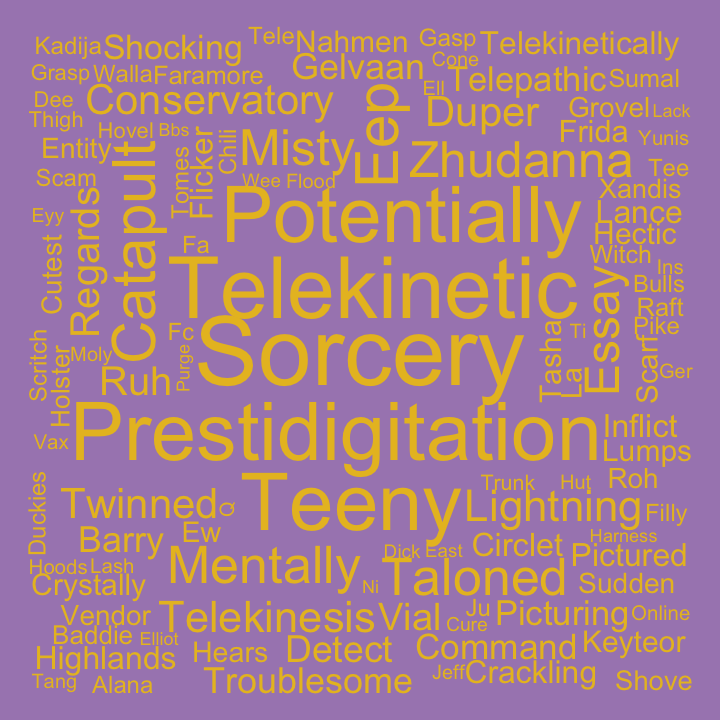 Kadija Shocking Tele Nahmen Gasp Telekinetically
Grasp Walla Faramore Gelvaan Cone Telepathic Sumal
Dee Conservatory Eep Ell Duper Grovel Lack
Thigh Hovel Bbs Flicker Chili Frida Yunis
Entity Catapult Tomes Misty Zhudanna Tee
Scam Regards Wee Flood Potentially Xandis
Eyy Cutest Fa Lance
Hectic
Witch Ins
Telekinetic Essay Bulls
Raft
Scritch Moly Fc Purge Sorcery Tasha Ti Pike
Holster Ruh La Scarf Ger
Vax Prestidigitation Inflict
Lumps
Duckies Twinned Teeny Trunk Hut Roh
Lightning Filly
Barry Ew Circlet Harness
Hoods Lash Mentally Dick East Pictured
Crystally Ni Taloned Sudden
Vendor Telekinesis Vial Ju Picturing Online
Baddie Elliot Cure
Highlands Hears Detect Command Keyteor
Tang Alana Troublesome Jeff Crackling Shove